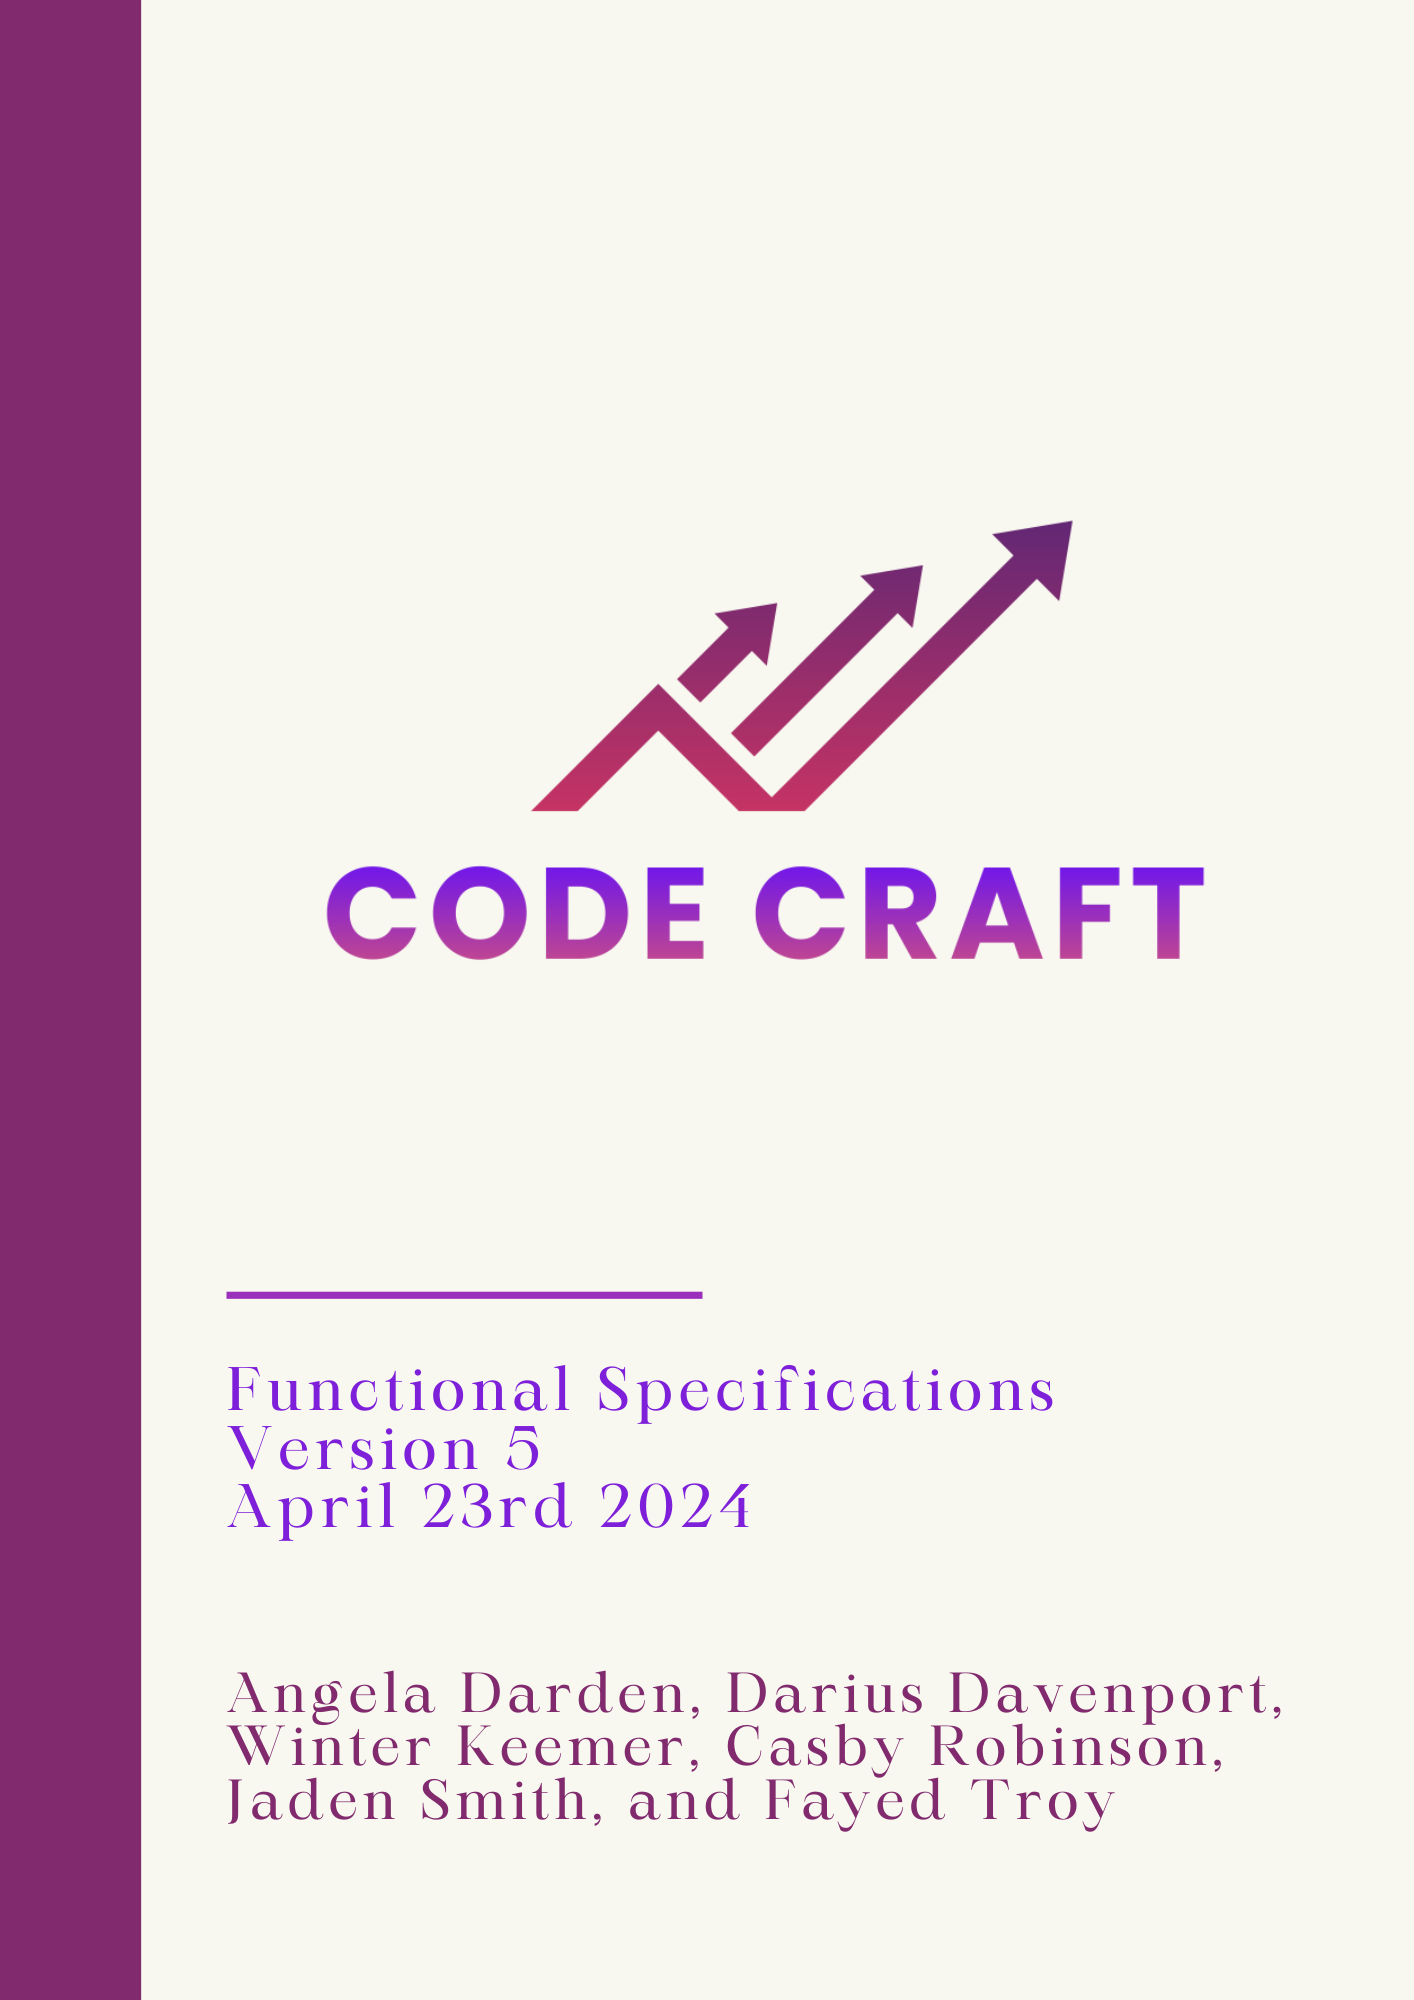 CODE CRAFT
Functional Specifications
Version 5
April 23rd 2024
Angela Darden, Darius Davenport,
Winter Keemer, Casby Robinson,
Jaden Smith, and Fayed Troy